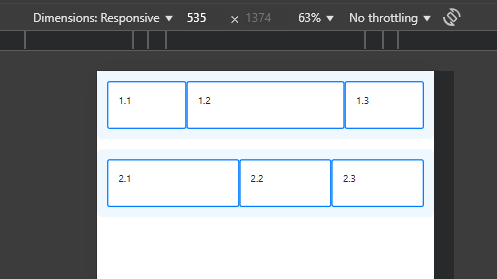 Dimensions: Responsive ▼ 535 × 1374 63% ▼ No throttling ▼
1.1 1.2 1.3
2.1 2.2 2.3